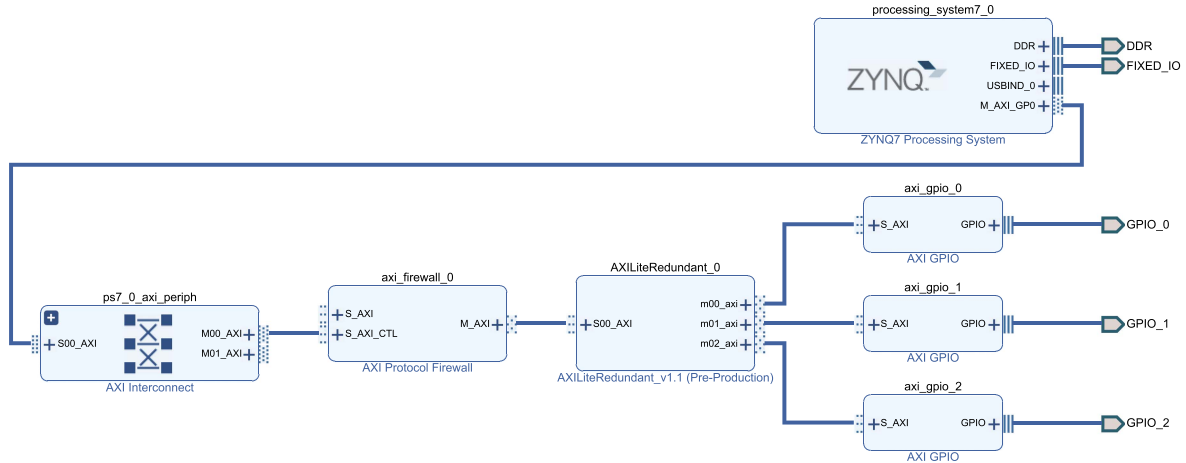 processing_system7_0
DDR
FIXED_IO
USBIND_0
M_AXI_GP0
ZYNQ
DDR
FIXED_IO
ZYNQ7 Processing System
axi_gpio_0
S_AXI
GPIO
GPIO_0
AXI GPIO
ps7_0_axi_periph
S00_AXI
M00_AXI
M01_AXI
AXI Interconnect
axi_firewall_0
S_AXI
S_AXI_CTL
M_AXI
AXI Protocol Firewall
AXILiteRedundant_0
S00_AXI
m00_axi
m01_axi
m02_axi
AXILiteRedundant_v1.1 (Pre-Production)
axi_gpio_1
S_AXI
GPIO
GPIO_1
AXI GPIO
axi_gpio_2
S_AXI
GPIO
GPIO_2
AXI GPIO